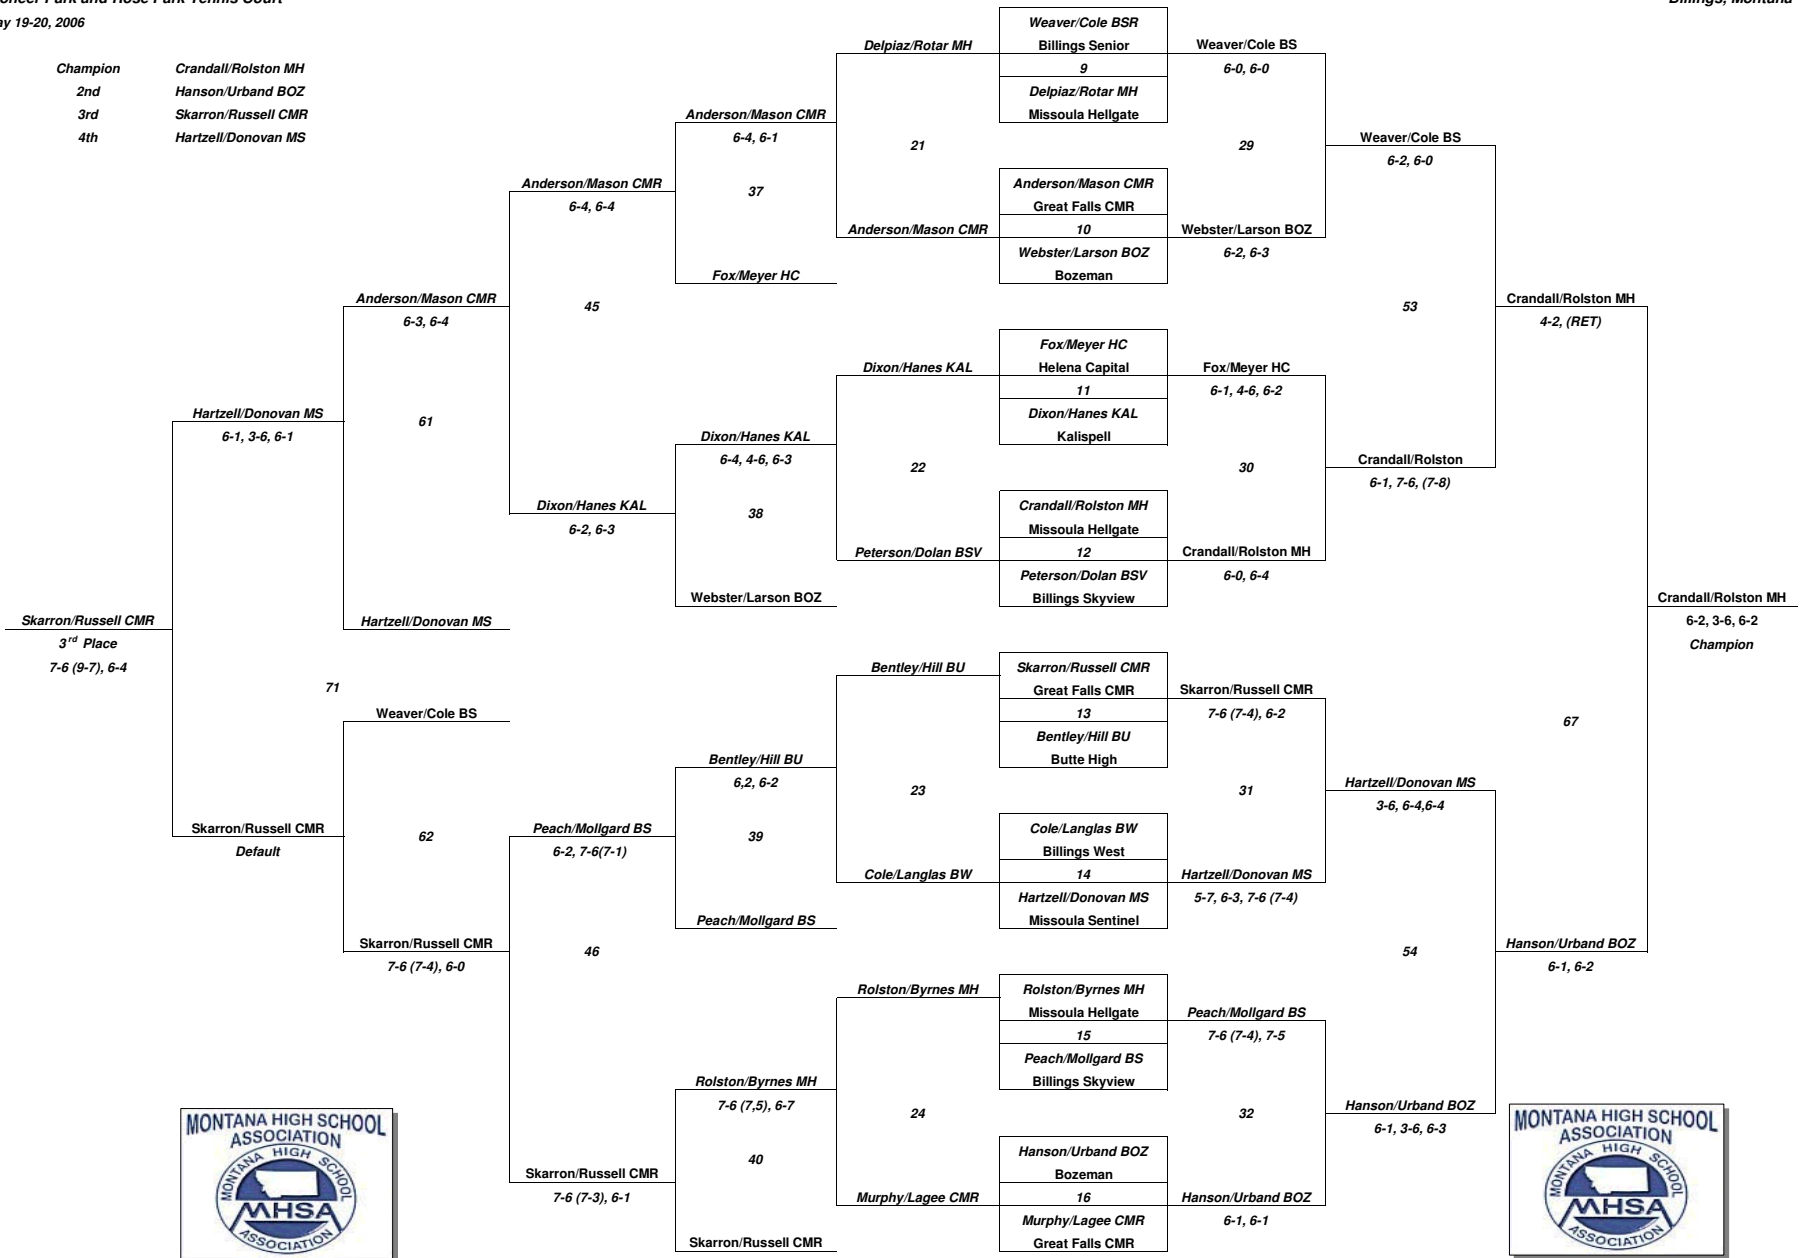 ay 19-20, 2006
Billings, Montana
Champion Crandall/Rolston MH
2nd Hanson/Urband BOZ
3rd Skarron/Russell CMR
4th Hartzell/Donovan MS
Skarron/Russell CMR
3rd Place
7-6 (9-7), 6-4
71
Hartzell/Donovan MS
6-1, 3-6, 6-1
Skarron/Russell CMR
Default
Anderson/Mason CMR
6-3, 6-4
61
Hartzell/Donovan MS
Weaver/Cole BS
62
Skarron/Russell CMR
7-6 (7-4), 6-0
Anderson/Mason CMR
6-4, 6-4
45
Dixon/Hanes KAL
6-2, 6-3
Peach/Mollgard BS
6-2, 7-6(7-1)
46
Skarron/Russell CMR
7-6 (7-3), 6-1
Anderson/Mason CMR
6-4, 6-1
37
Fox/Meyer HC
Dixon/Hanes KAL
6-4, 4-6, 6-3
38
Webster/Larson BOZ
Bentley/Hill BU
6,2, 6-2
39
Peach/Mollgard BS
Rolston/Byrnes MH
7-6 (7,5), 6-7
40
Skarron/Russell CMR
Delpiaz/Rotar MH
21
Anderson/Mason CMR
Dixon/Hanes KAL
22
Peterson/Dolan BSV
Bentley/Hill BU
23
Cole/Langlas BW
Rolston/Byrnes MH
24
Murphy/Lagee CMR
Weaver/Cole BSR
Billings Senior
9
Delpiaz/Rotar MH
Missoula Hellgate
Anderson/Mason CMR
Great Falls CMR
10
Webster/Larson BOZ
Bozeman
Fox/Meyer HC
Helena Capital
11
Dixon/Hanes KAL
Kalispell
Crandall/Rolston MH
Missoula Hellgate
12
Peterson/Dolan BSV
Billings Skyview
Skarron/Russell CMR
Great Falls CMR
13
Bentley/Hill BU
Butte High
Cole/Langlas BW
Billings West
14
Hartzell/Donovan MS
Missoula Sentinel
Rolston/Byrnes MH
Missoula Hellgate
15
Peach/Mollgard BS
Billings Skyview
Hanson/Urband BOZ
Bozeman
16
Murphy/Lagee CMR
Great Falls CMR
Weaver/Cole BS
6-0, 6-0
29
Webster/Larson BOZ
6-2, 6-3
Fox/Meyer HC
6-1, 4-6, 6-2
30
Crandall/Rolston MH
6-0, 6-4
Skarron/Russell CMR
7-6 (7-4), 6-2
31
Hartzell/Donovan MS
5-7, 6-3, 7-6 (7-4)
Peach/Mollgard BS
7-6 (7-4), 7-5
32
Hanson/Urband BOZ
6-1, 6-1
Weaver/Cole BS
6-2, 6-0
53
Crandall/Rolston
6-1, 7-6, (7-8)
Hartzell/Donovan MS
3-6, 6-4,6-4
54
Hanson/Urband BOZ
6-1, 3-6, 6-3
Crandall/Rolston MH
4-2, (RET)
67
Hanson/Urband BOZ
6-1, 6-2
Crandall/Rolston MH
6-2, 3-6, 6-2
Champion
MONTANA HIGH SCHOOL
ASSOCIATION
MONTANA HIGH SCHOOL
MHSA
ASSOCIATION
MONTANA HIGH SCHOOL
ASSOCIATION
MONTANA HIGH SCHOOL
MHSA
ASSOCIATION